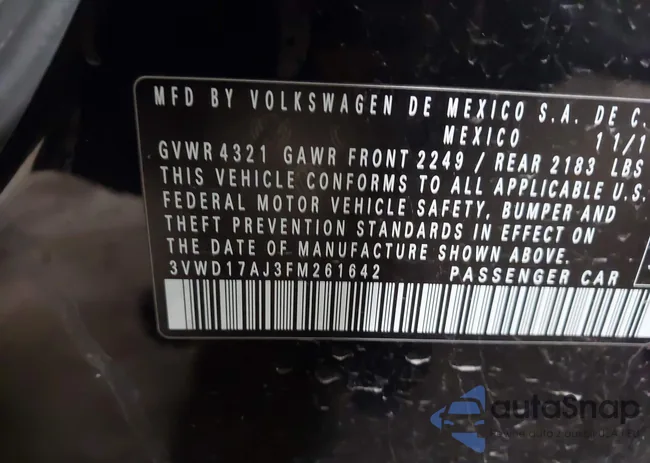 MFD BY VOLKSWAGEN DE MEXICO S.A. DE C.
MEXICO 11/1
GVWR 4321 GAWR FRONT 2249 / REAR 2183 LBS
THIS VEHICLE CONFORMS TO ALL APPLICABLE U.S.
FEDERAL MOTOR VEHICLE SAFETY, BUMPER AND
THEFT PREVENTION STANDARDS IN EFFECT ON
THE DATE OF MANUFACTURE SHOWN ABOVE.
3VWD17AJ3FM261642 PASSENGER CAR
autoSnap